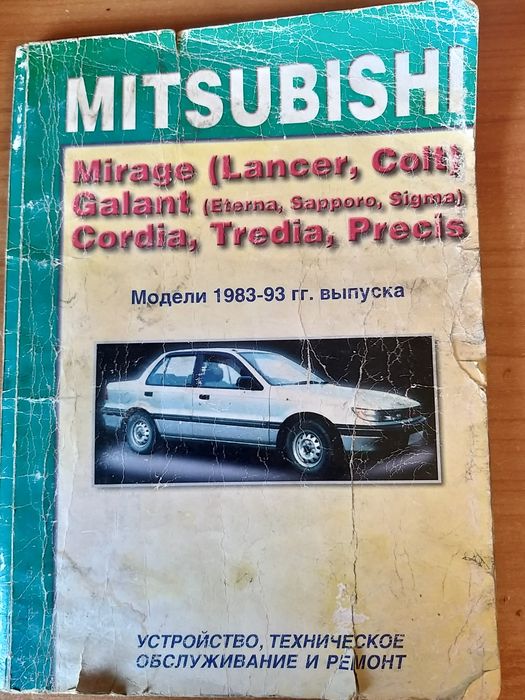 MITSUBISHI
Mirage (Lancer, Colt)
Galant (Eterna, Sapporo, Sigma)
Cordia, Tredia, Precis
Модели 1983-93 гг. выпуска
УСТРОЙСТВО, ТЕХНИЧЕСКОЕ
ОБСЛУЖИВАНИЕ И РЕМОНТ